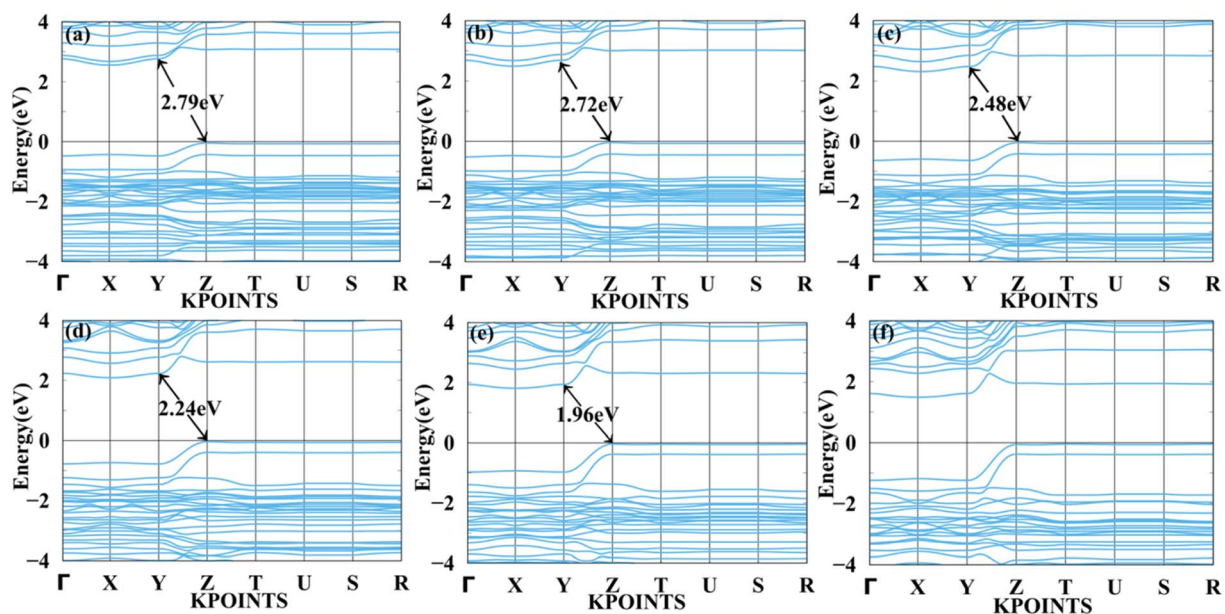 (a)
4
2
0
−2
−4
Energy(eV)
2.79eV
Γ X Y Z T U S R
KPOINTS
(b)
4
2
0
−2
−4
Energy(eV)
2.72eV
Γ X Y Z T U S R
KPOINTS
(c)
4
2
0
−2
−4
Energy (eV)
2.48eV
Γ X Y Z T U S R
KPOINTS
(d)
4
2
0
−2
−4
Energy(eV)
2.24eV
Γ X Y Z T U S R
KPOINTS
(e)
4
2
0
−2
−4
Energy(eV)
1.96eV
Γ X Y Z T U S R
KPOINTS
(f)
4
2
0
−2
−4
Energy(eV)
Γ X Y Z T U S R
KPOINTS